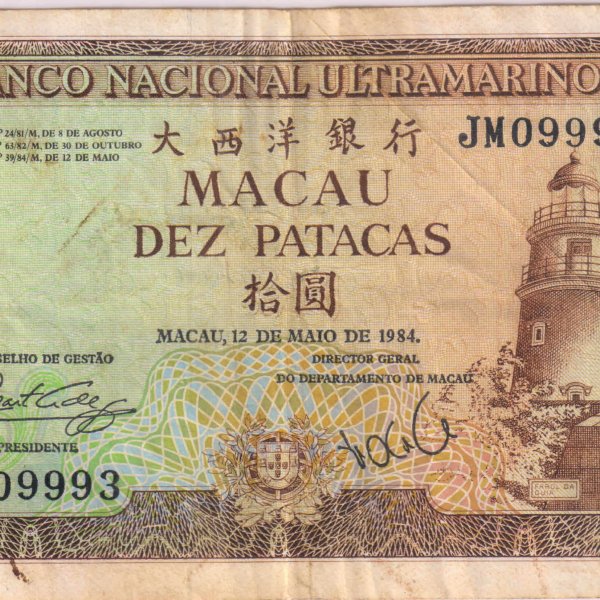 ANCO NACIONAL ULTRAMARINO
º 24/81/M, DE 8 DE AGOSTO
º 63/82/M, DE 30 DE OUTUBRO
º 39/84/M, DE 12 DE MAIO
大西洋銀行
JM0999
MACAU
DEZ PATACAS
拾圓
MACAU, 12 DE MAIO DE 1984.
SELHO DE GESTÃO
DIRECTOR GERAL
DO DEPARTAMENTO DE MACAU
PRESIDENTE
09993